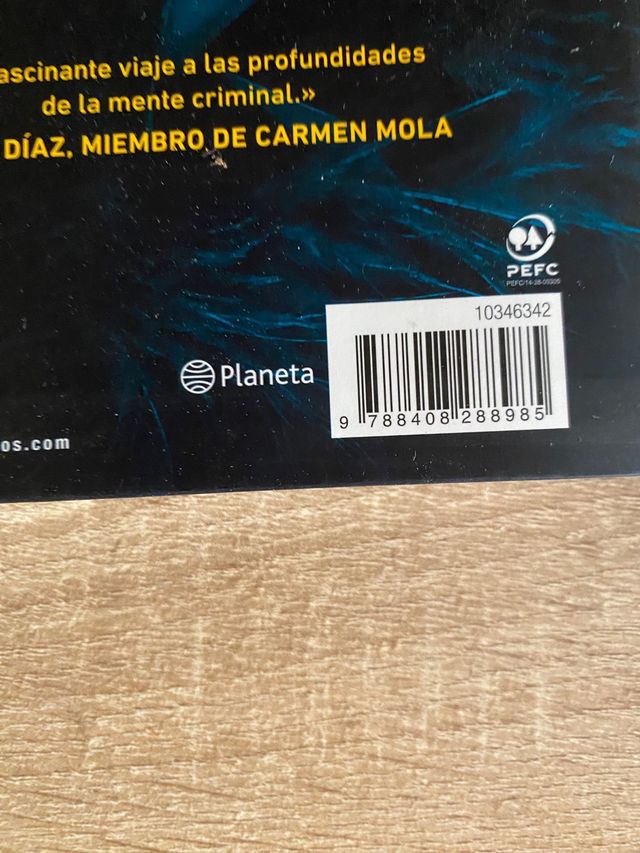 ascinante viaje a las profundidades
de la mente criminal.»
DÍAZ, MIEMBRO DE CARMEN MOLA
PEFC
PEFC/14-38-00305
10346342
Planeta
9 788408 288985
os.com